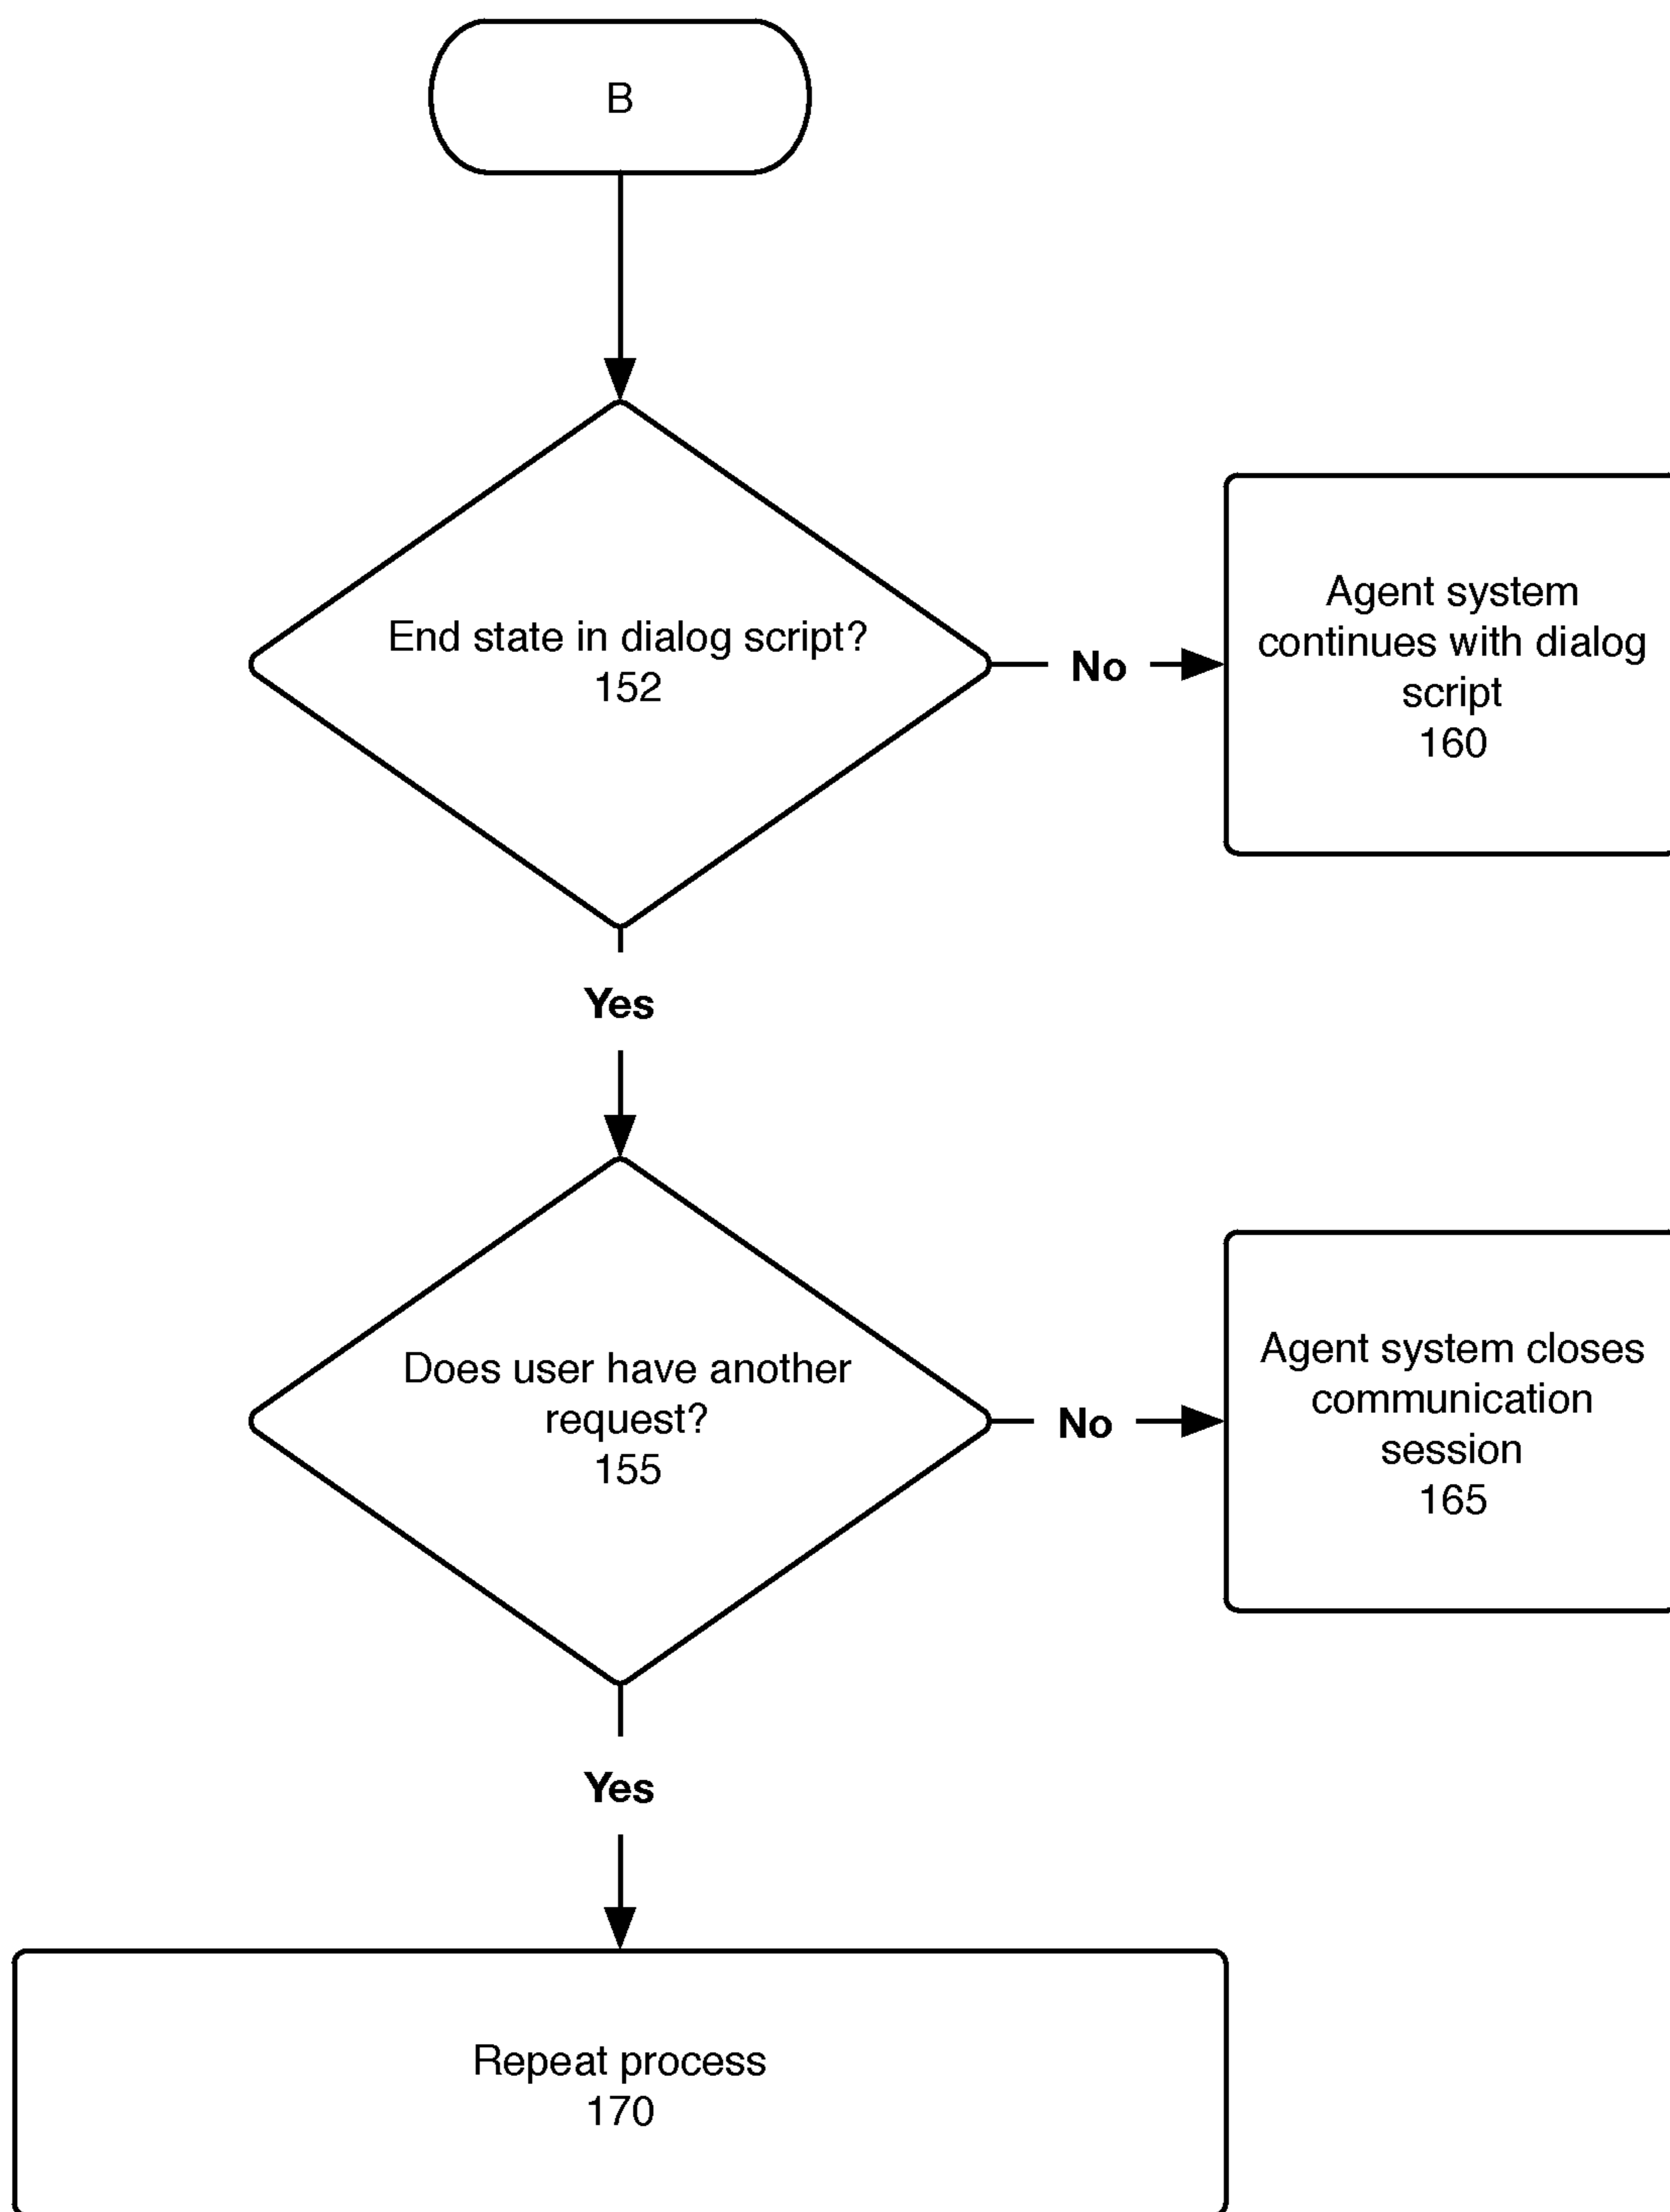 B
End state in dialog script?
152
No
Agent system
continues with dialog
script
160
Yes
Does user have another
request?
155
No
Agent system closes
communication
session
165
Yes
Repeat process
170